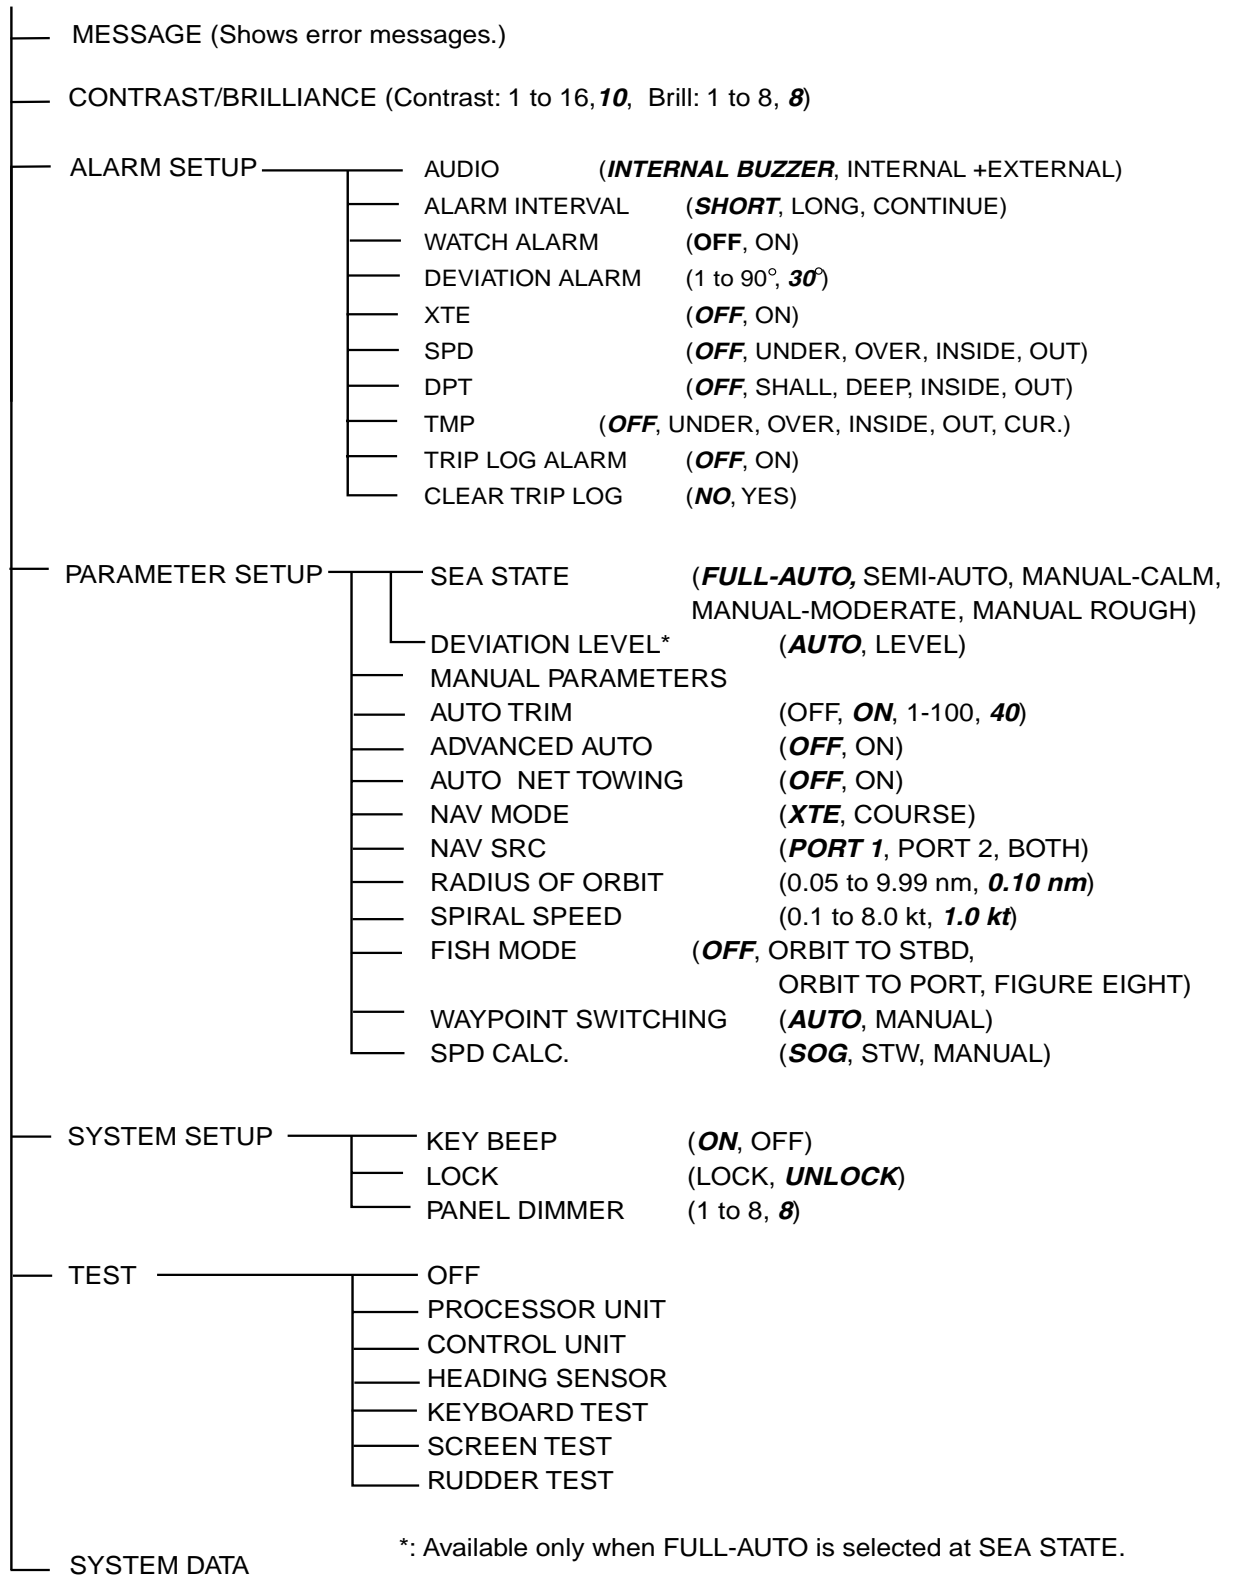 MESSAGE (Shows error messages.)
CONTRAST/BRILLIANCE (Contrast: 1 to 16,10, Brill: 1 to 8, 8)
ALARM SETUP AUDIO (INTERNAL BUZZER, INTERNAL +EXTERNAL)
ALARM INTERVAL (SHORT, LONG, CONTINUE)
WATCH ALARM (OFF, ON)
DEVIATION ALARM (1 to 90°, 30°)
XTE (OFF, ON)
SPD (OFF, UNDER, OVER, INSIDE, OUT)
DPT (OFF, SHALL, DEEP, INSIDE, OUT)
TMP (OFF, UNDER, OVER, INSIDE, OUT, CUR.)
TRIP LOG ALARM (OFF, ON)
CLEAR TRIP LOG (NO, YES)
PARAMETER SETUP SEA STATE (FULL-AUTO, SEMI-AUTO, MANUAL-CALM,
MANUAL-MODERATE, MANUAL ROUGH)
DEVIATION LEVEL* (AUTO, LEVEL)
MANUAL PARAMETERS
AUTO TRIM (OFF, ON, 1-100, 40)
ADVANCED AUTO (OFF, ON)
AUTO NET TOWING (OFF, ON)
NAV MODE (XTE, COURSE)
NAV SRC (PORT 1, PORT 2, BOTH)
RADIUS OF ORBIT (0.05 to 9.99 nm, 0.10 nm)
SPIRAL SPEED (0.1 to 8.0 kt, 1.0 kt)
FISH MODE (OFF, ORBIT TO STBD,
ORBIT TO PORT, FIGURE EIGHT)
WAYPOINT SWITCHING (AUTO, MANUAL)
SPD CALC. (SOG, STW, MANUAL)
SYSTEM SETUP KEY BEEP (ON, OFF)
LOCK (LOCK, UNLOCK)
PANEL DIMMER (1 to 8, 8)
TEST OFF
PROCESSOR UNIT
CONTROL UNIT
HEADING SENSOR
KEYBOARD TEST
SCREEN TEST
RUDDER TEST
*: Available only when FULL-AUTO is selected at SEA STATE.
SYSTEM DATA